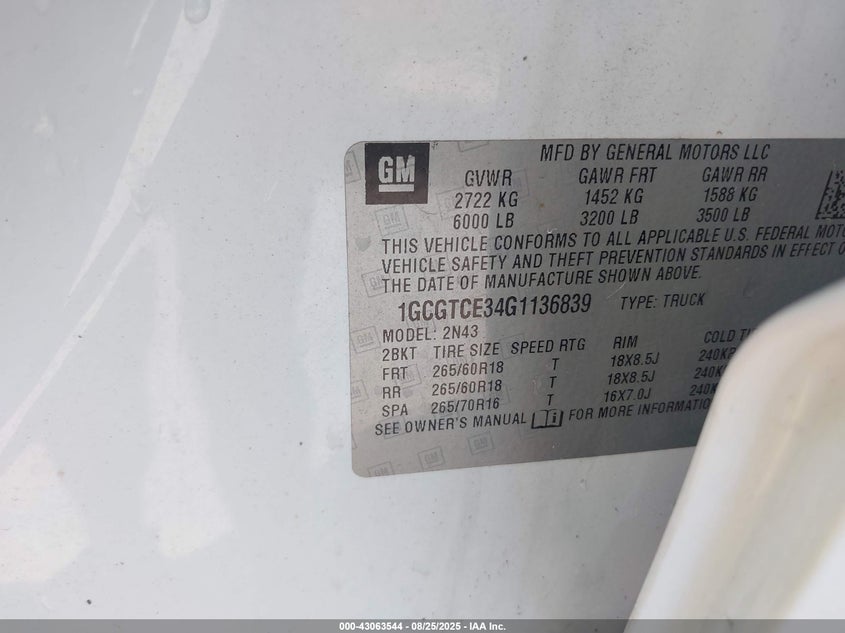 GM
MFD BY GENERAL MOTORS LLC
GVWR GAWR FRT GAWR RR
2722 KG 1452 KG 1588 KG
6000 LB 3200 LB 3500 LB
THIS VEHICLE CONFORMS TO ALL APPLICABLE U.S. FEDERAL
VEHICLE SAFETY AND THEFT PREVENTION STANDARDS IN EFFECT
THE DATE OF MANUFACTURE SHOWN ABOVE.
1GCGTCE34G1136839 TYPE: TRUCK
MODEL: 2N43
2BKT TIRE SIZE SPEED RTG RIM COLD
FRT 265/60R18 T 18X8.5J
RR 265/60R18 T 18X8.5J
SPA 265/70R16 T 16X7.0J
SEE OWNER'S MANUAL FOR MORE
000-43063544 - 08/25/2025 - IAA Inc.